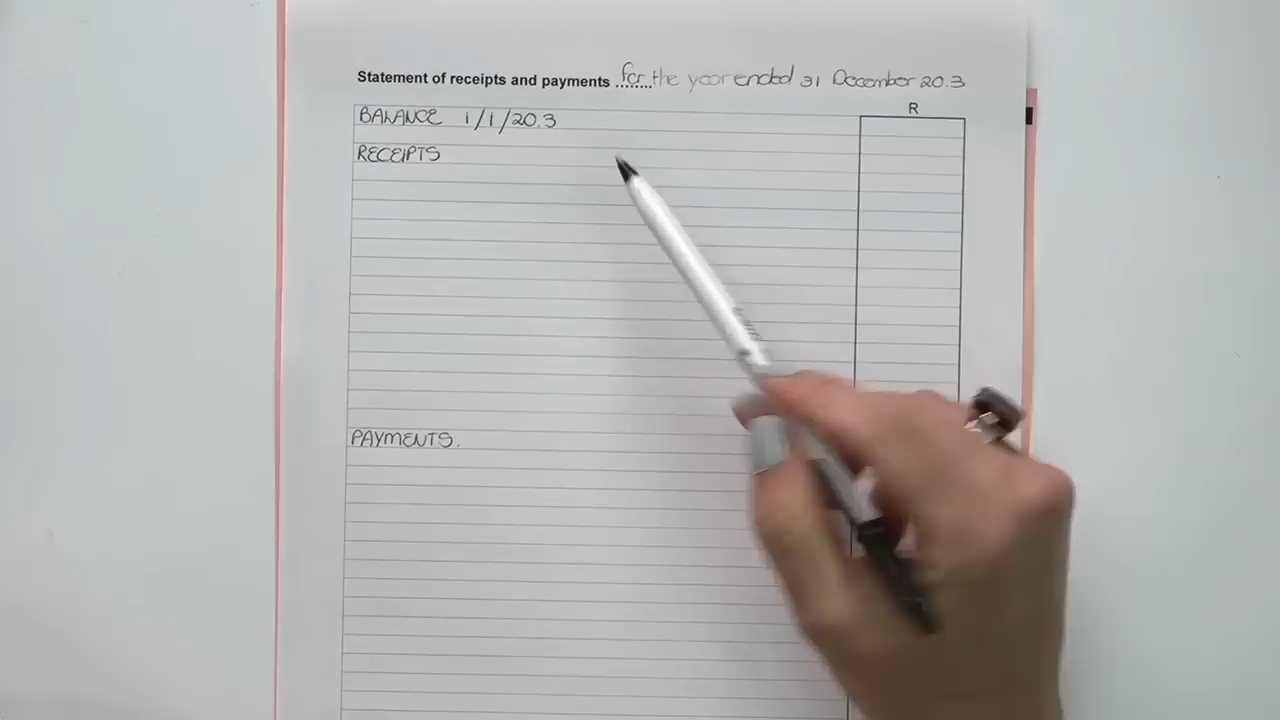 Statement of receipts and payments ........for the year ended 31 December 20.3
R
BALANCE 1/1/20.3
RECEIPTS
PAYMENTS.